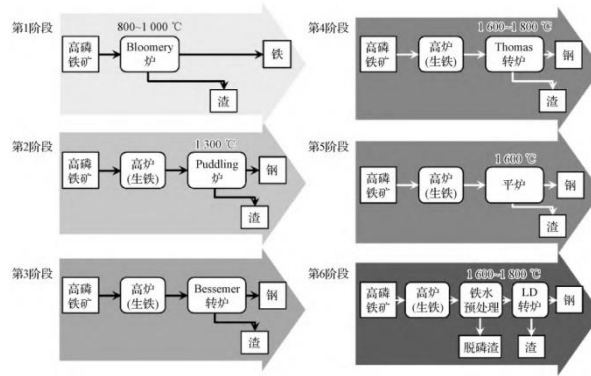 第1阶段
800~1 000 ℃
高磷
铁矿
Bloomery
炉
铁
渣
第2阶段
1 300℃
高磷
铁矿
高炉
(生铁)
Puddling
炉
钢
渣
第3阶段
高磷
铁矿
高炉
(生铁)
Bessemer
转炉
钢
渣
第4阶段
1 600~1 800 ℃
高磷
铁矿
高炉
(生铁)
Thomas
转炉
钢
渣
第5阶段
1 600 ℃
高磷
铁矿
高炉
(生铁)
平炉
钢
渣
第6阶段
1 600~1 800 ℃
高磷
铁矿
高炉
(生铁)
铁水
预处理
LD
转炉
钢
脱磷渣
渣